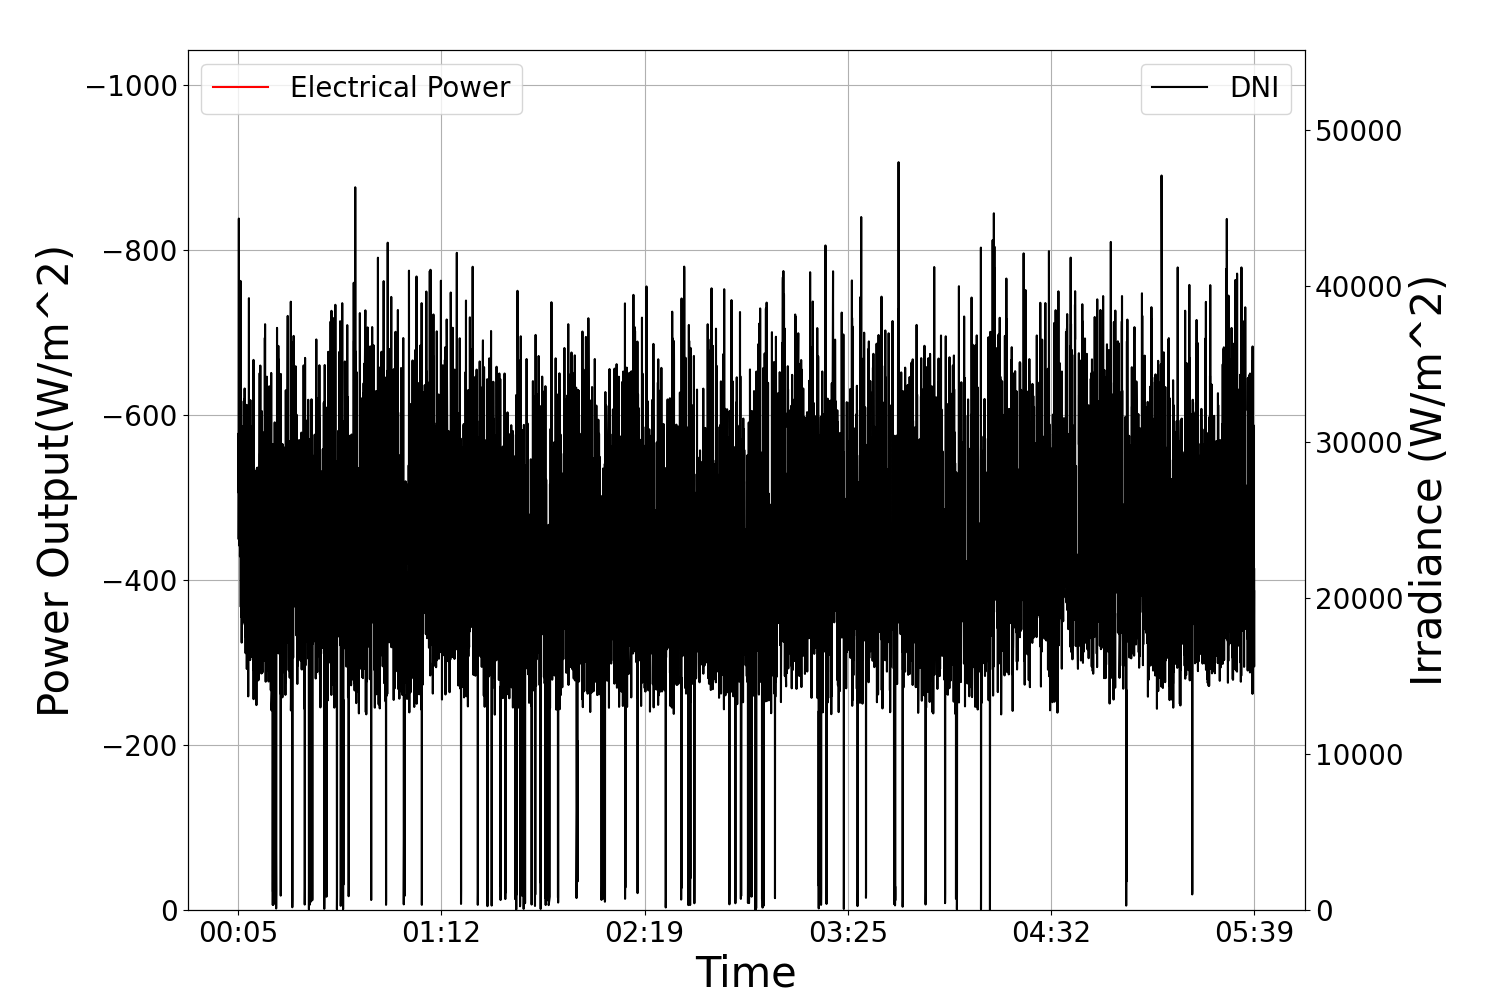 Electrical Power
DNI
Power Output(W/m^2)
−1000
−800
−600
−400
−200
0
50000
40000
30000
20000
10000
0
Irradiance (W/m^2)
00:05 01:12 02:19 03:25 04:32 05:39
Time